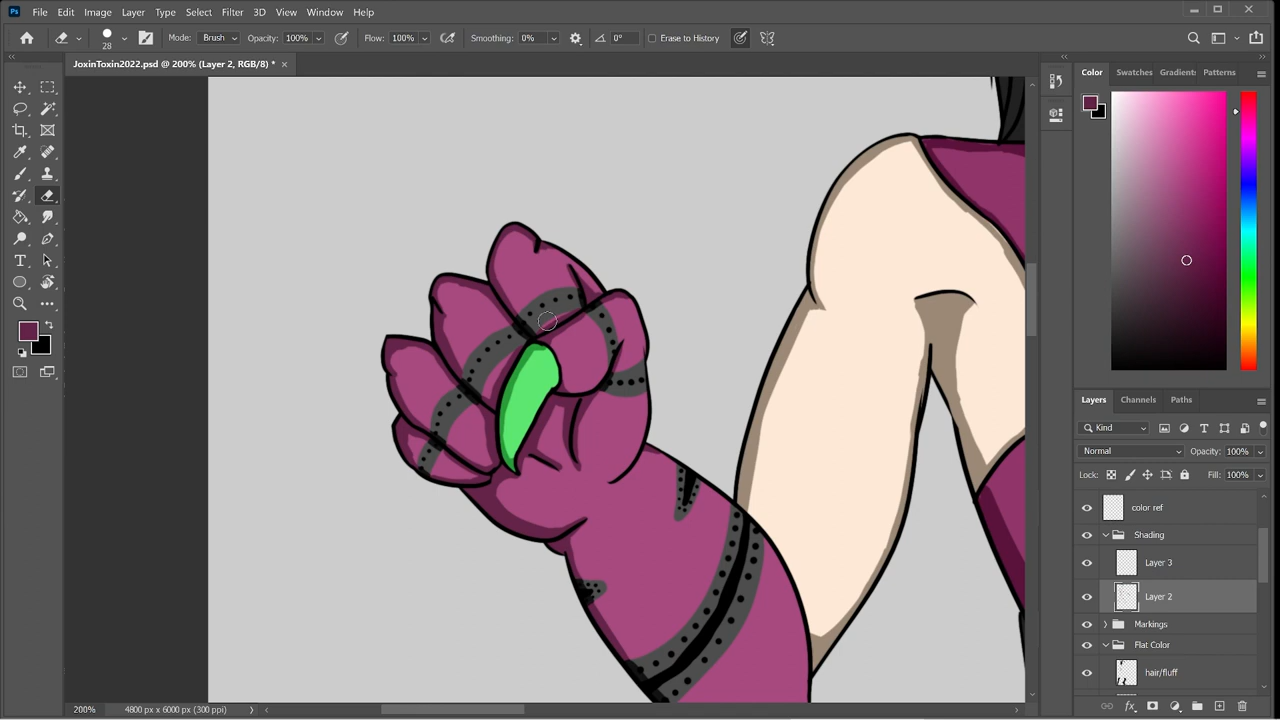 Ps File Edit Image Layer Type Select Filter 3D View Window Help
28 Mode: Brush Opacity: 100% Flow: 100% Smoothing: 0% 0° Erase to History
JoxinToxin2022.psd @ 200% (Layer 2, RGB/8) *
Color Swatches Gradient Patterns
Layers Channels Paths
Kind
Normal Opacity: 100%
Lock: Fill: 100%
color ref
Shading
Layer 3
Layer 2
Markings
Flat Color
hair/fluff
200% 4800 px x 6000 px (300 ppi)